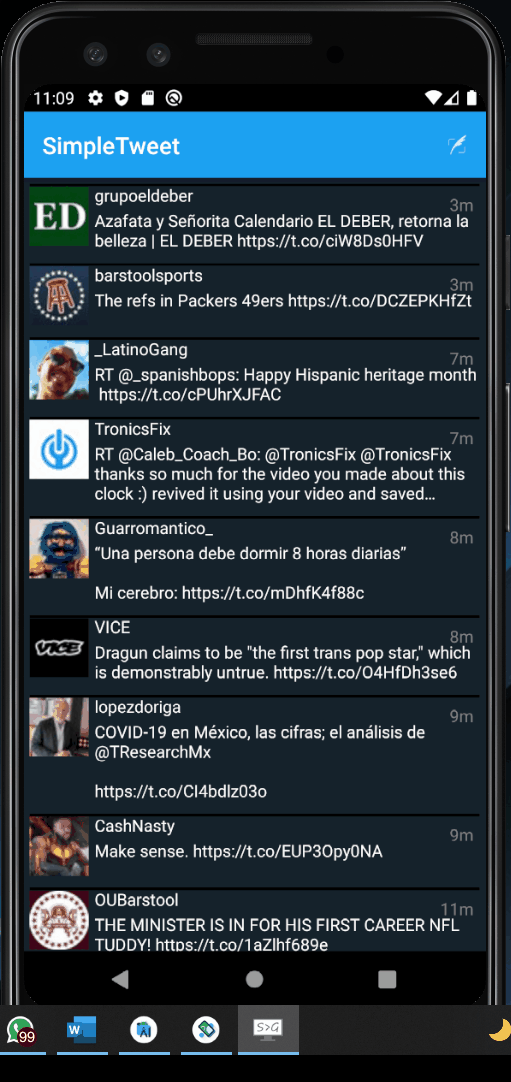 11:09
SimpleTweet
ED
grupoeldeber
3m
Azafata y Señorita Calendario EL DEBER, retorna la
belleza | EL DEBER https://t.co/ciW8Ds0HFV
barstoolsports
3m
The refs in Packers 49ers https://t.co/DCZEPKHfZt
_LatinoGang
7m
RT @_spanishbops: Happy Hispanic heritage month
https://t.co/cPUhrXJFAC
TronicsFix
7m
RT @Caleb_Coach_Bo: @TronicsFix @TronicsFix
thanks so much for the video you made about this
clock :) revived it using your video and saved…
Guarromantico_
8m
“Una persona debe dormir 8 horas diarias”
Mi cerebro: https://t.co/mDhfK4f88c
VICE
VICE
8m
Dragun claims to be "the first trans pop star," which
is demonstrably untrue. https://t.co/O4HfDh3se6
lopezdoriga
9m
COVID-19 en México, las cifras; el análisis de
@TResearchMx
https://t.co/CI4bdlz03o
CashNasty
9m
Make sense. https://t.co/EUP3Opy0NA
OUBarstool
11m
THE MINISTER IS IN FOR HIS FIRST CAREER NFL
TUDDY! https://t.co/1aZlhf689e
99
W
S>G